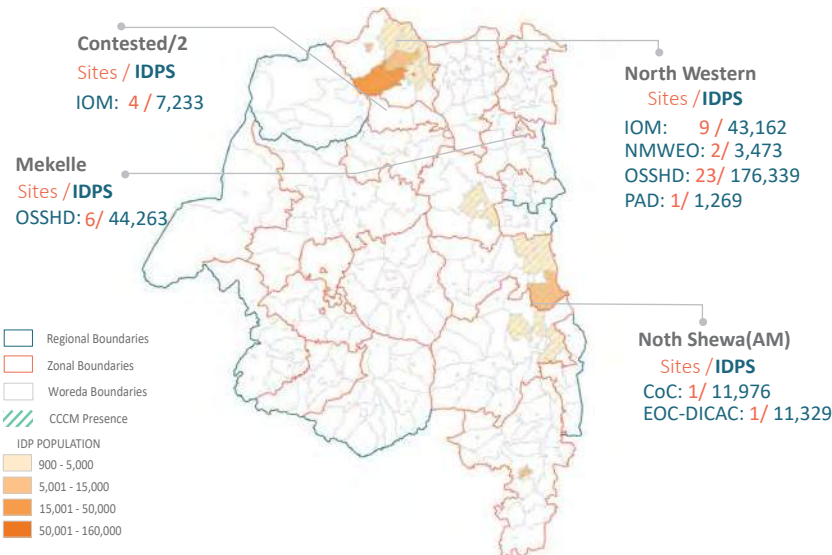 Contested/2
Sites / IDPS
IOM: 4 / 7,233
North Western
Sites / IDPS
IOM: 9 / 43,162
NMWEO: 2/ 3,473
OSSHD: 23/ 176,339
PAD: 1/ 1,269
Mekelle
Sites / IDPS
OSSHD: 6/ 44,263
Noth Shewa(AM)
Sites / IDPS
CoC: 1/ 11,976
EOC-DICAC: 1/ 11,329
Regional Boundaries
Zonal Boundaries
Woreda Boundaries
CCCM Presence
IDP POPULATION
900 - 5,000
5,001 - 15,000
15,001 - 50,000
50,001 - 160,000